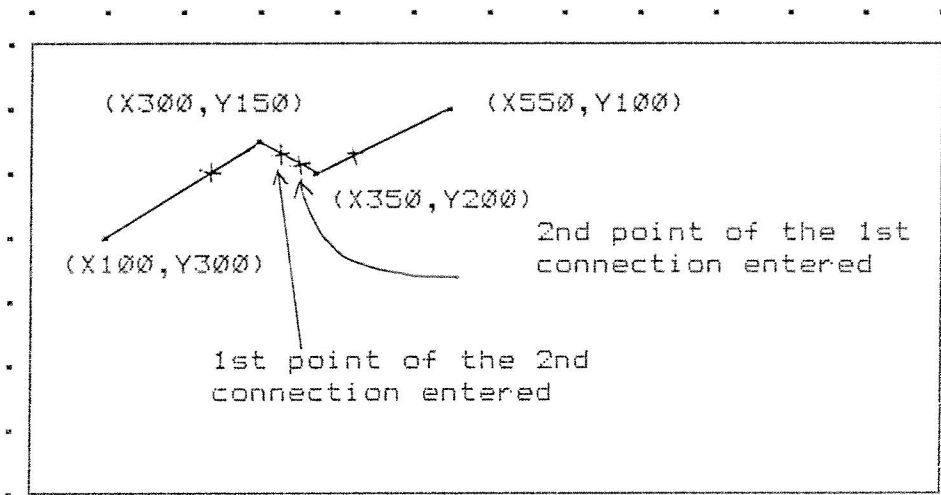 (X300,Y150)
(X550,Y100)
(X350,Y200)
(X100,Y300)
2nd point of the 1st
connection entered
1st point of the 2nd
connection entered